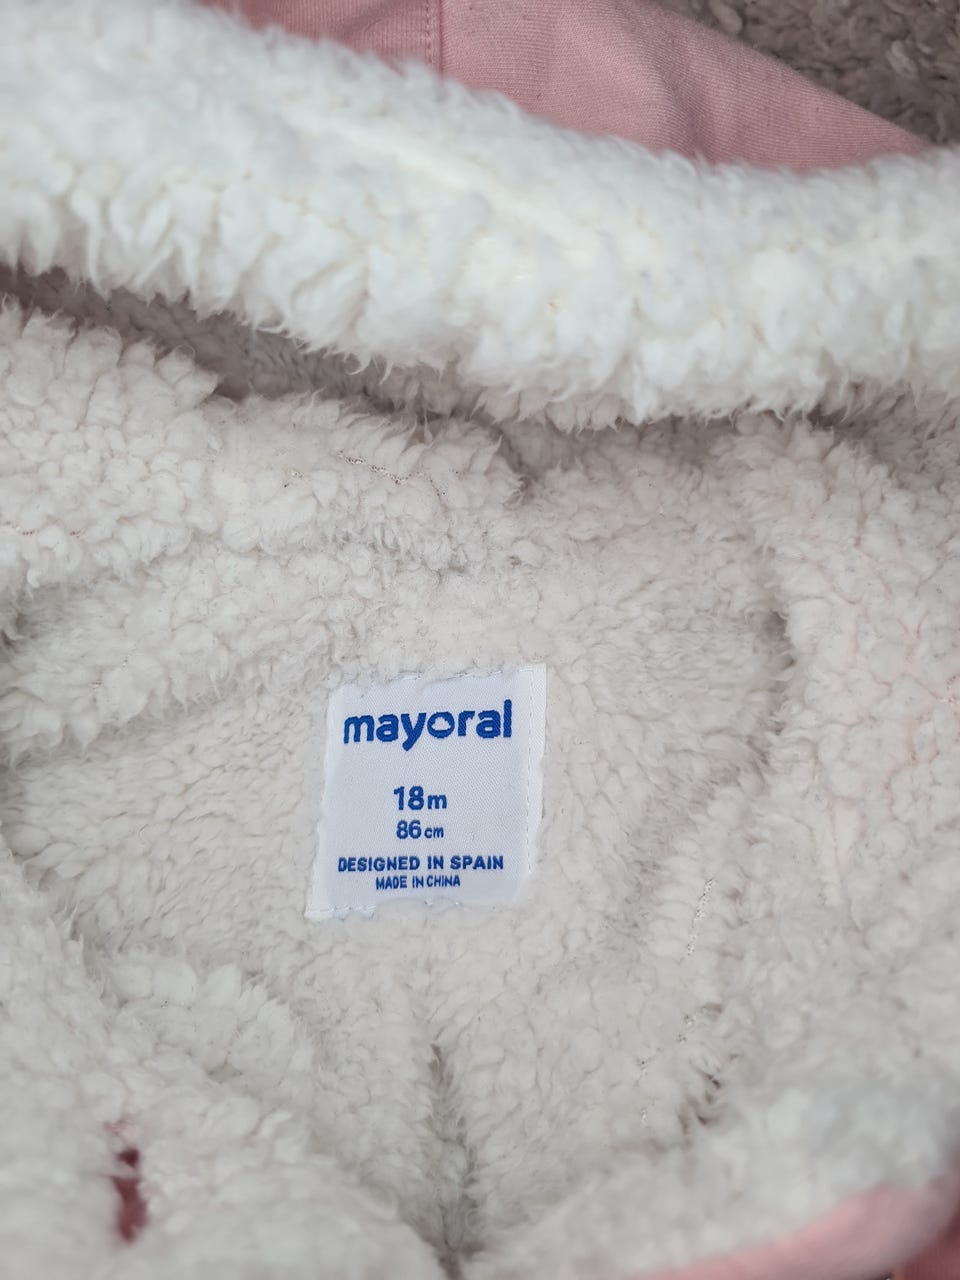 mayoral
18m
86cm
DESIGNED IN SPAIN
MADE IN CHINA